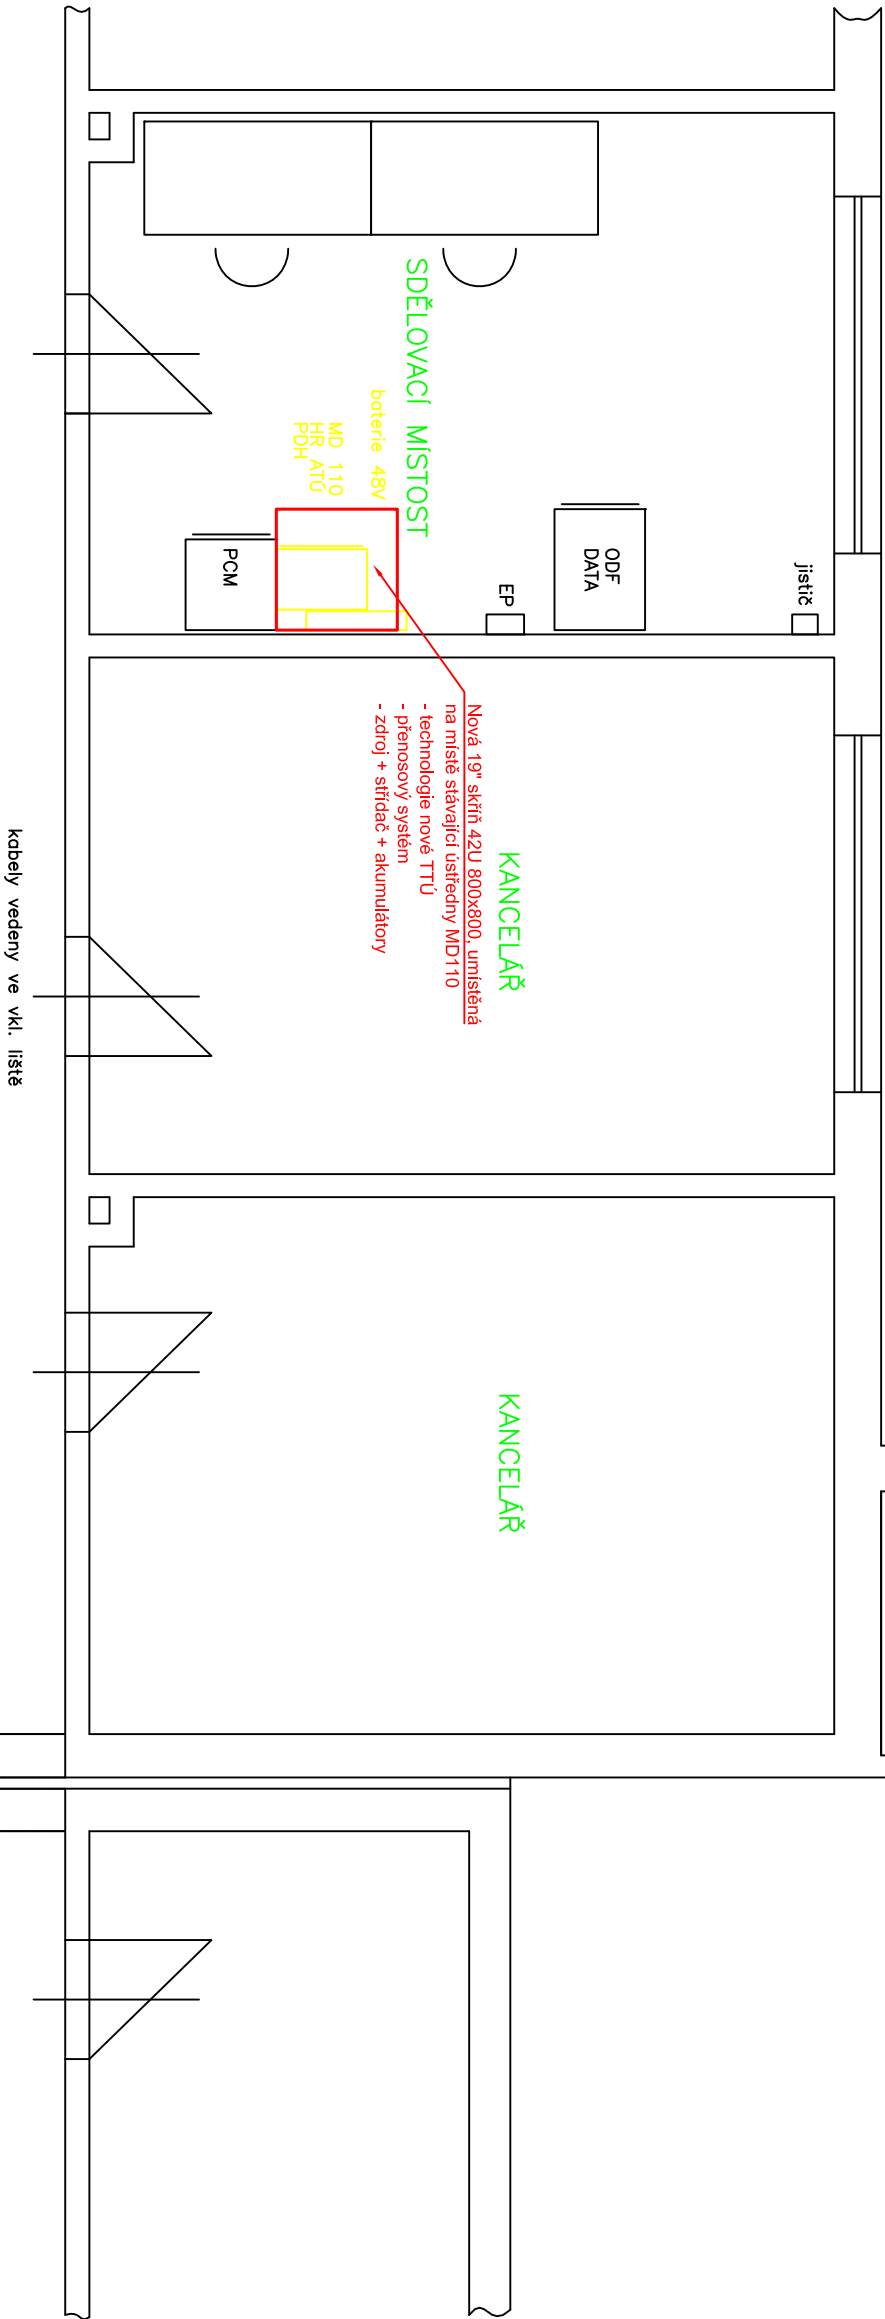 jistič
ODF
DATA
EP
SDĚLOVACÍ MÍSTOST
baterie 48V
MD 110
HR ATÚ
PDH
PCM
Nová 19" skříň 42U 800x800, umístěná
na místě stávající ústředny MD110
- technologie nové TTÚ
- přenosový systém
- zdroj + střídač + akumulátory
KANCELÁŘ
KANCELÁŘ
kabely vedeny ve vkl. liště